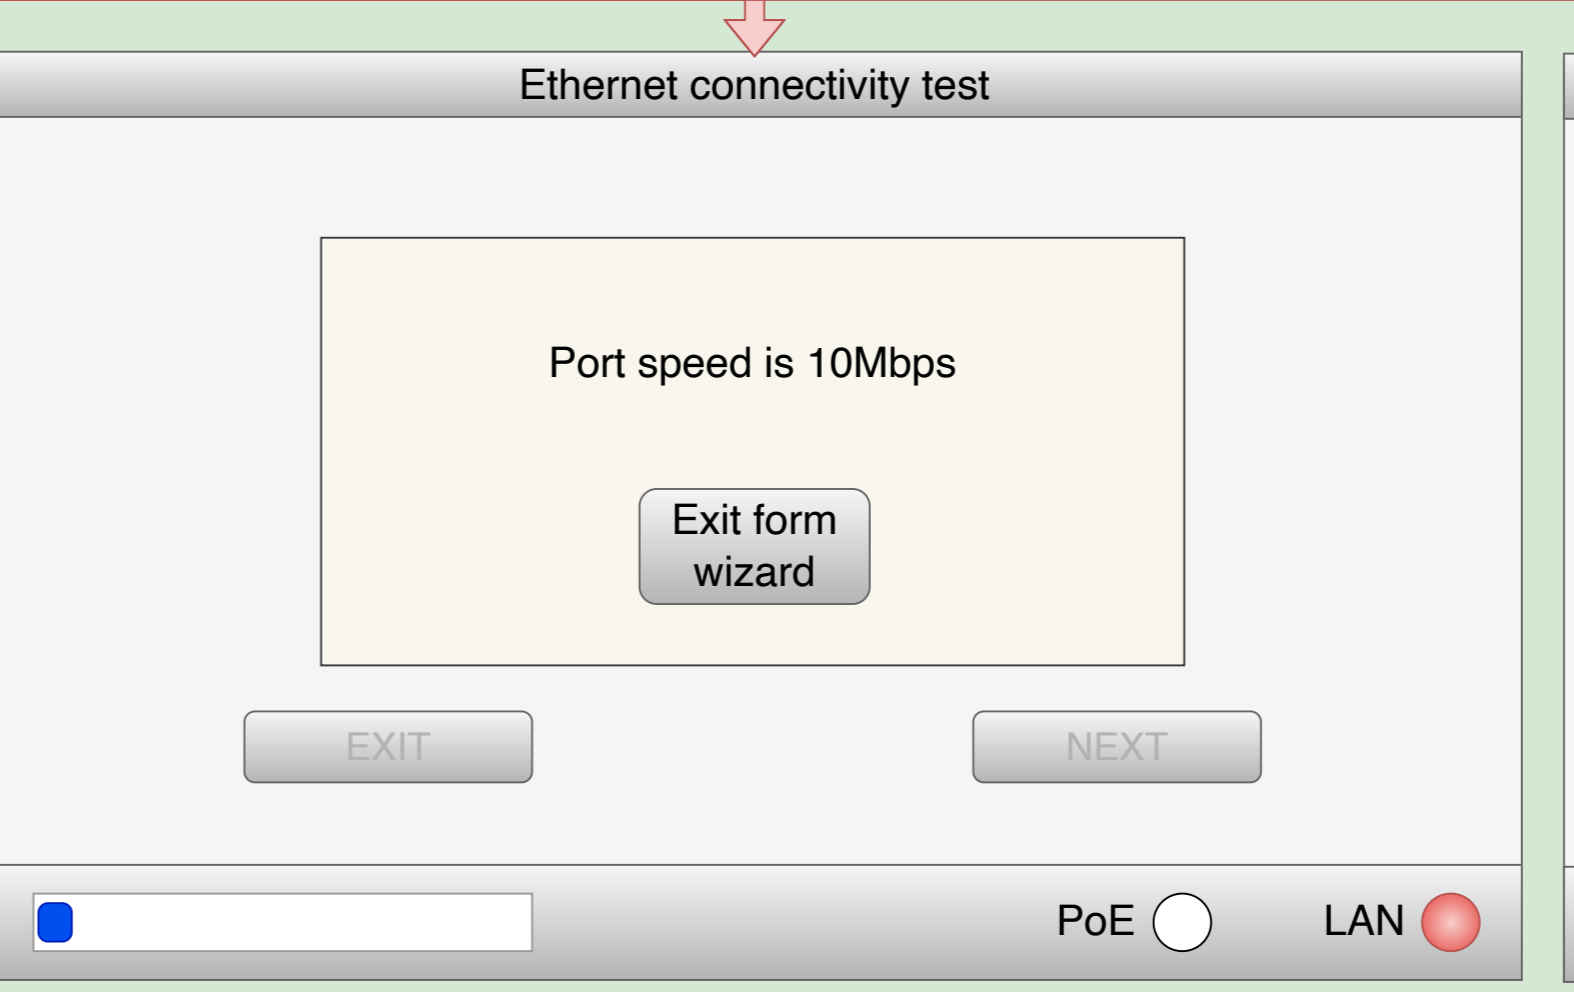 Ethernet connectivity test
Port speed is 10Mbps
Exit form
wizard
EXIT
NEXT
PoE
LAN